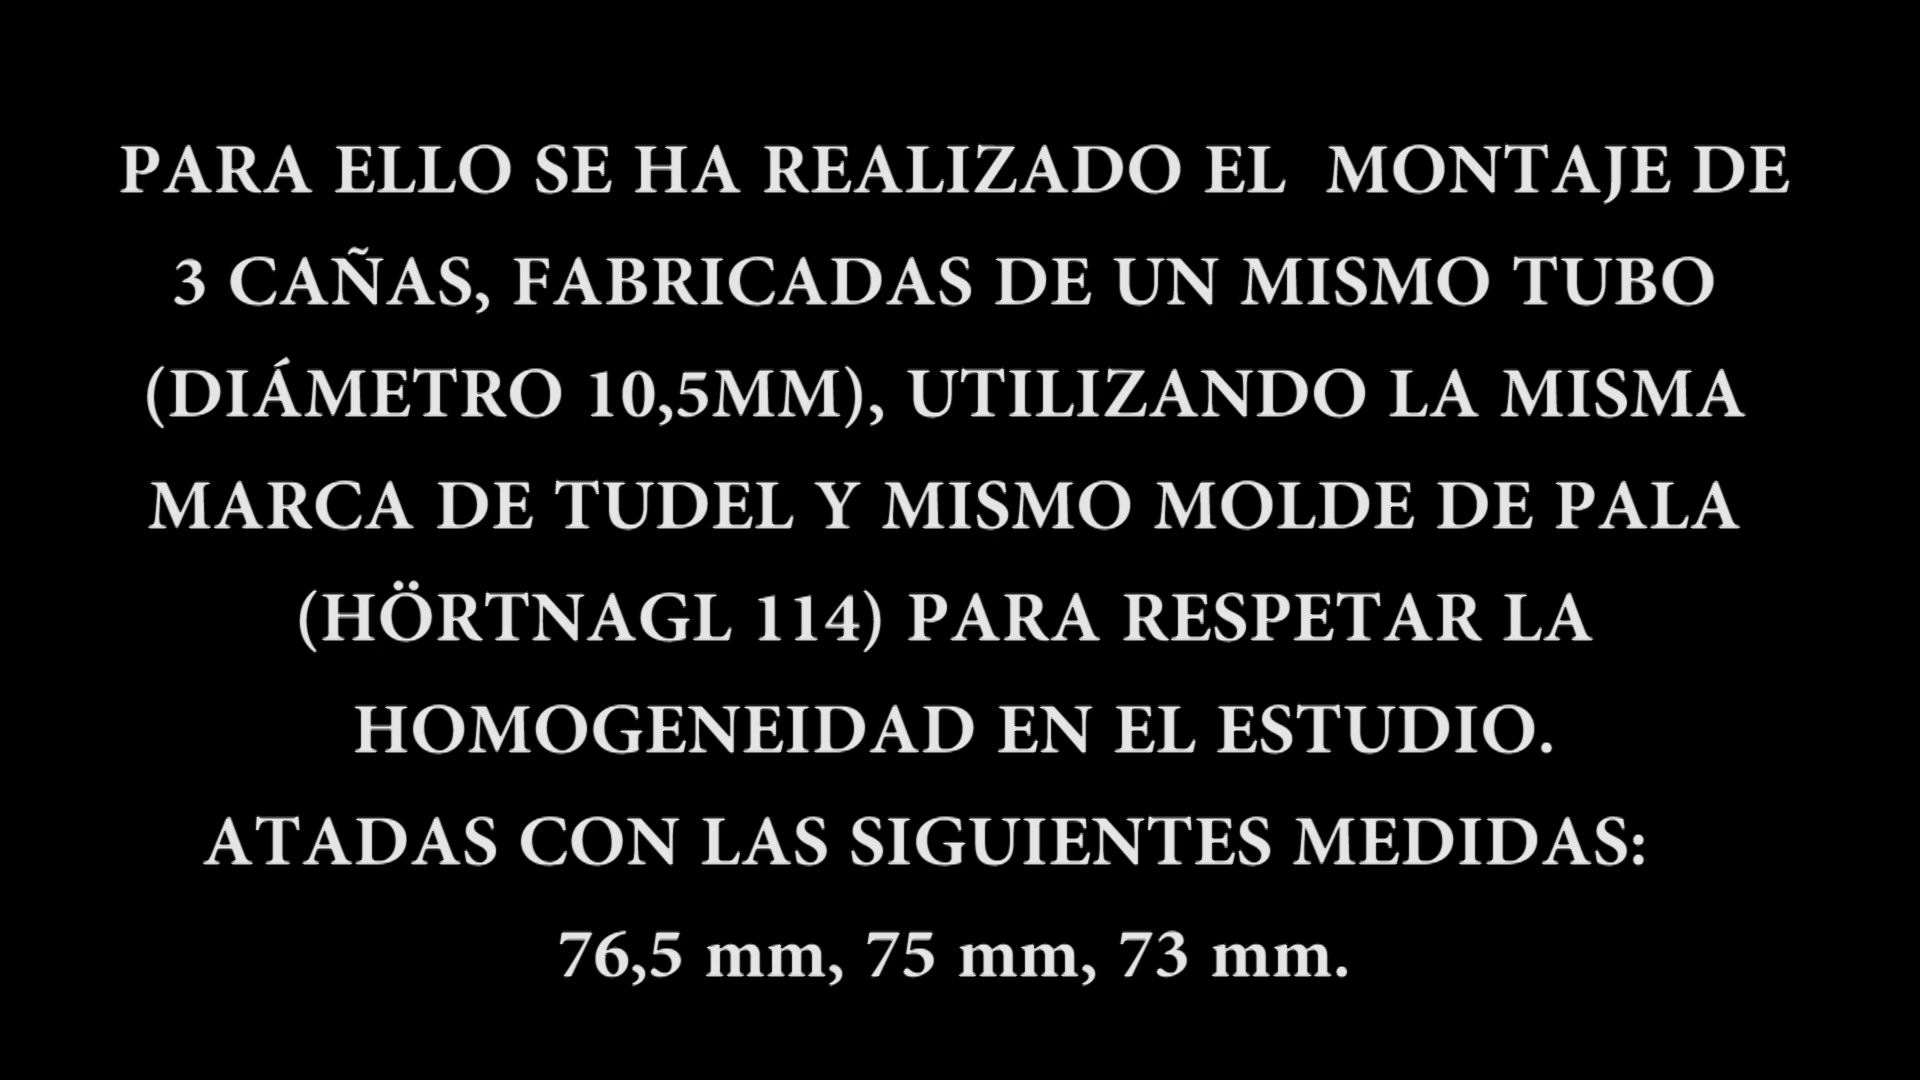 PARA ELLO SE HA REALIZADO EL  MONTAJE DE
3 CAÑAS, FABRICADAS DE UN MISMO TUBO
(DIÁMETRO 10,5MM), UTILIZANDO LA MISMA
MARCA DE TUDEL Y MISMO MOLDE DE PALA
(HÖRTNAGL 114) PARA RESPETAR LA
HOMOGENEIDAD EN EL ESTUDIO.
ATADAS CON LAS SIGUIENTES MEDIDAS:
76,5 mm, 75 mm, 73 mm.